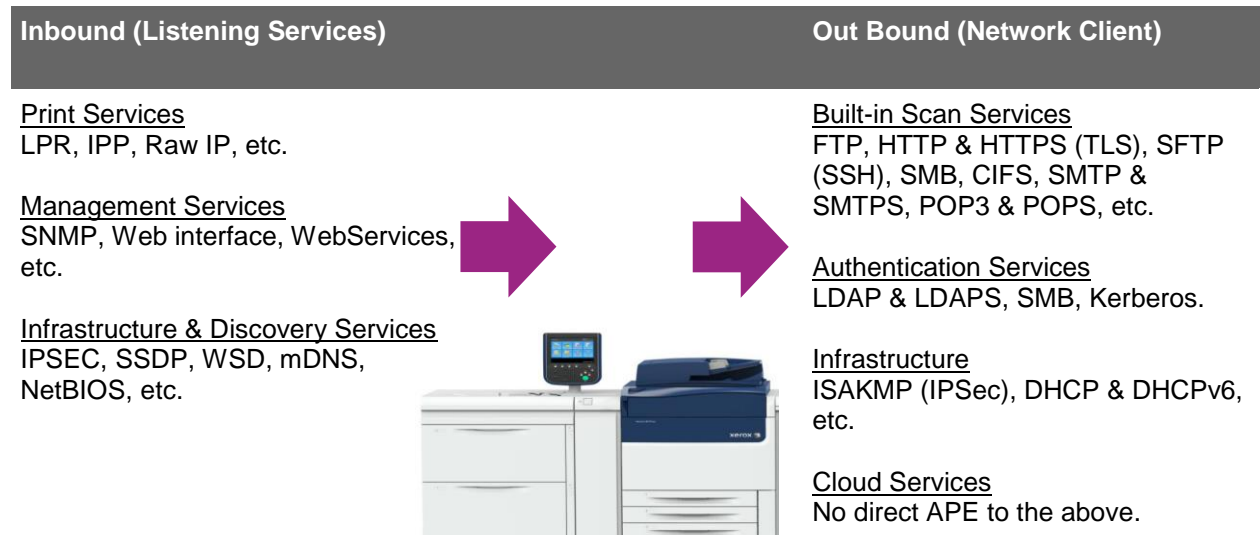 Inbound (Listening Services)
Out Bound (Network Client)
Print Services
LPR, IPP, Raw IP, etc.
Management Services
SNMP, Web interface, WebServices,
etc.
Infrastructure & Discovery Services
IPSEC, SSDP, WSD, mDNS,
NetBIOS, etc.
xerox
Built-in Scan Services
FTP, HTTP & HTTPS (TLS), SFTP
(SSH), SMB, CIFS, SMTP &
SMTPS, POP3 & POPS, etc.
Authentication Services
LDAP & LDAPS, SMB, Kerberos.
Infrastructure
ISAKMP (IPSec), DHCP & DHCPv6,
etc.
Cloud Services
No direct APE to the above.